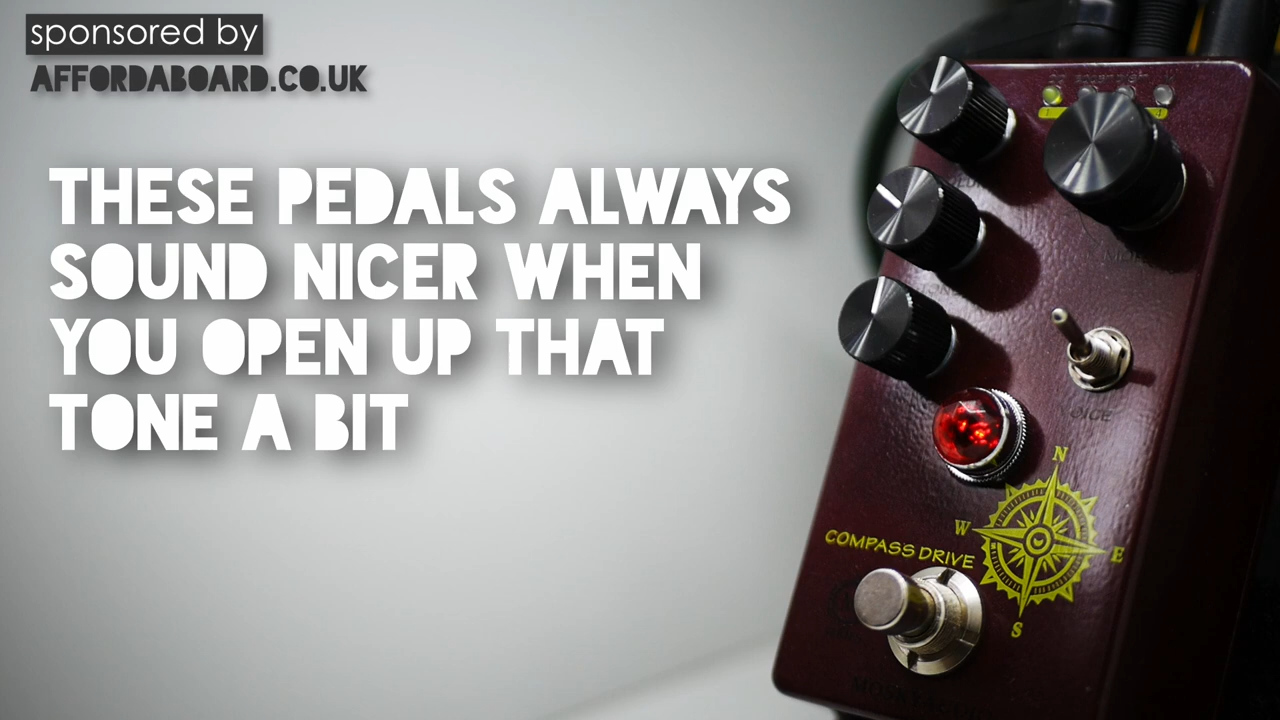 sponsored by
AFFORDABOARD.CO.UK
THESE PEDALS ALWAYS
SOUND NICER WHEN
YOU OPEN UP THAT
TONE A BIT
VOICE
N
W
E
S
COMPASS DRIVE